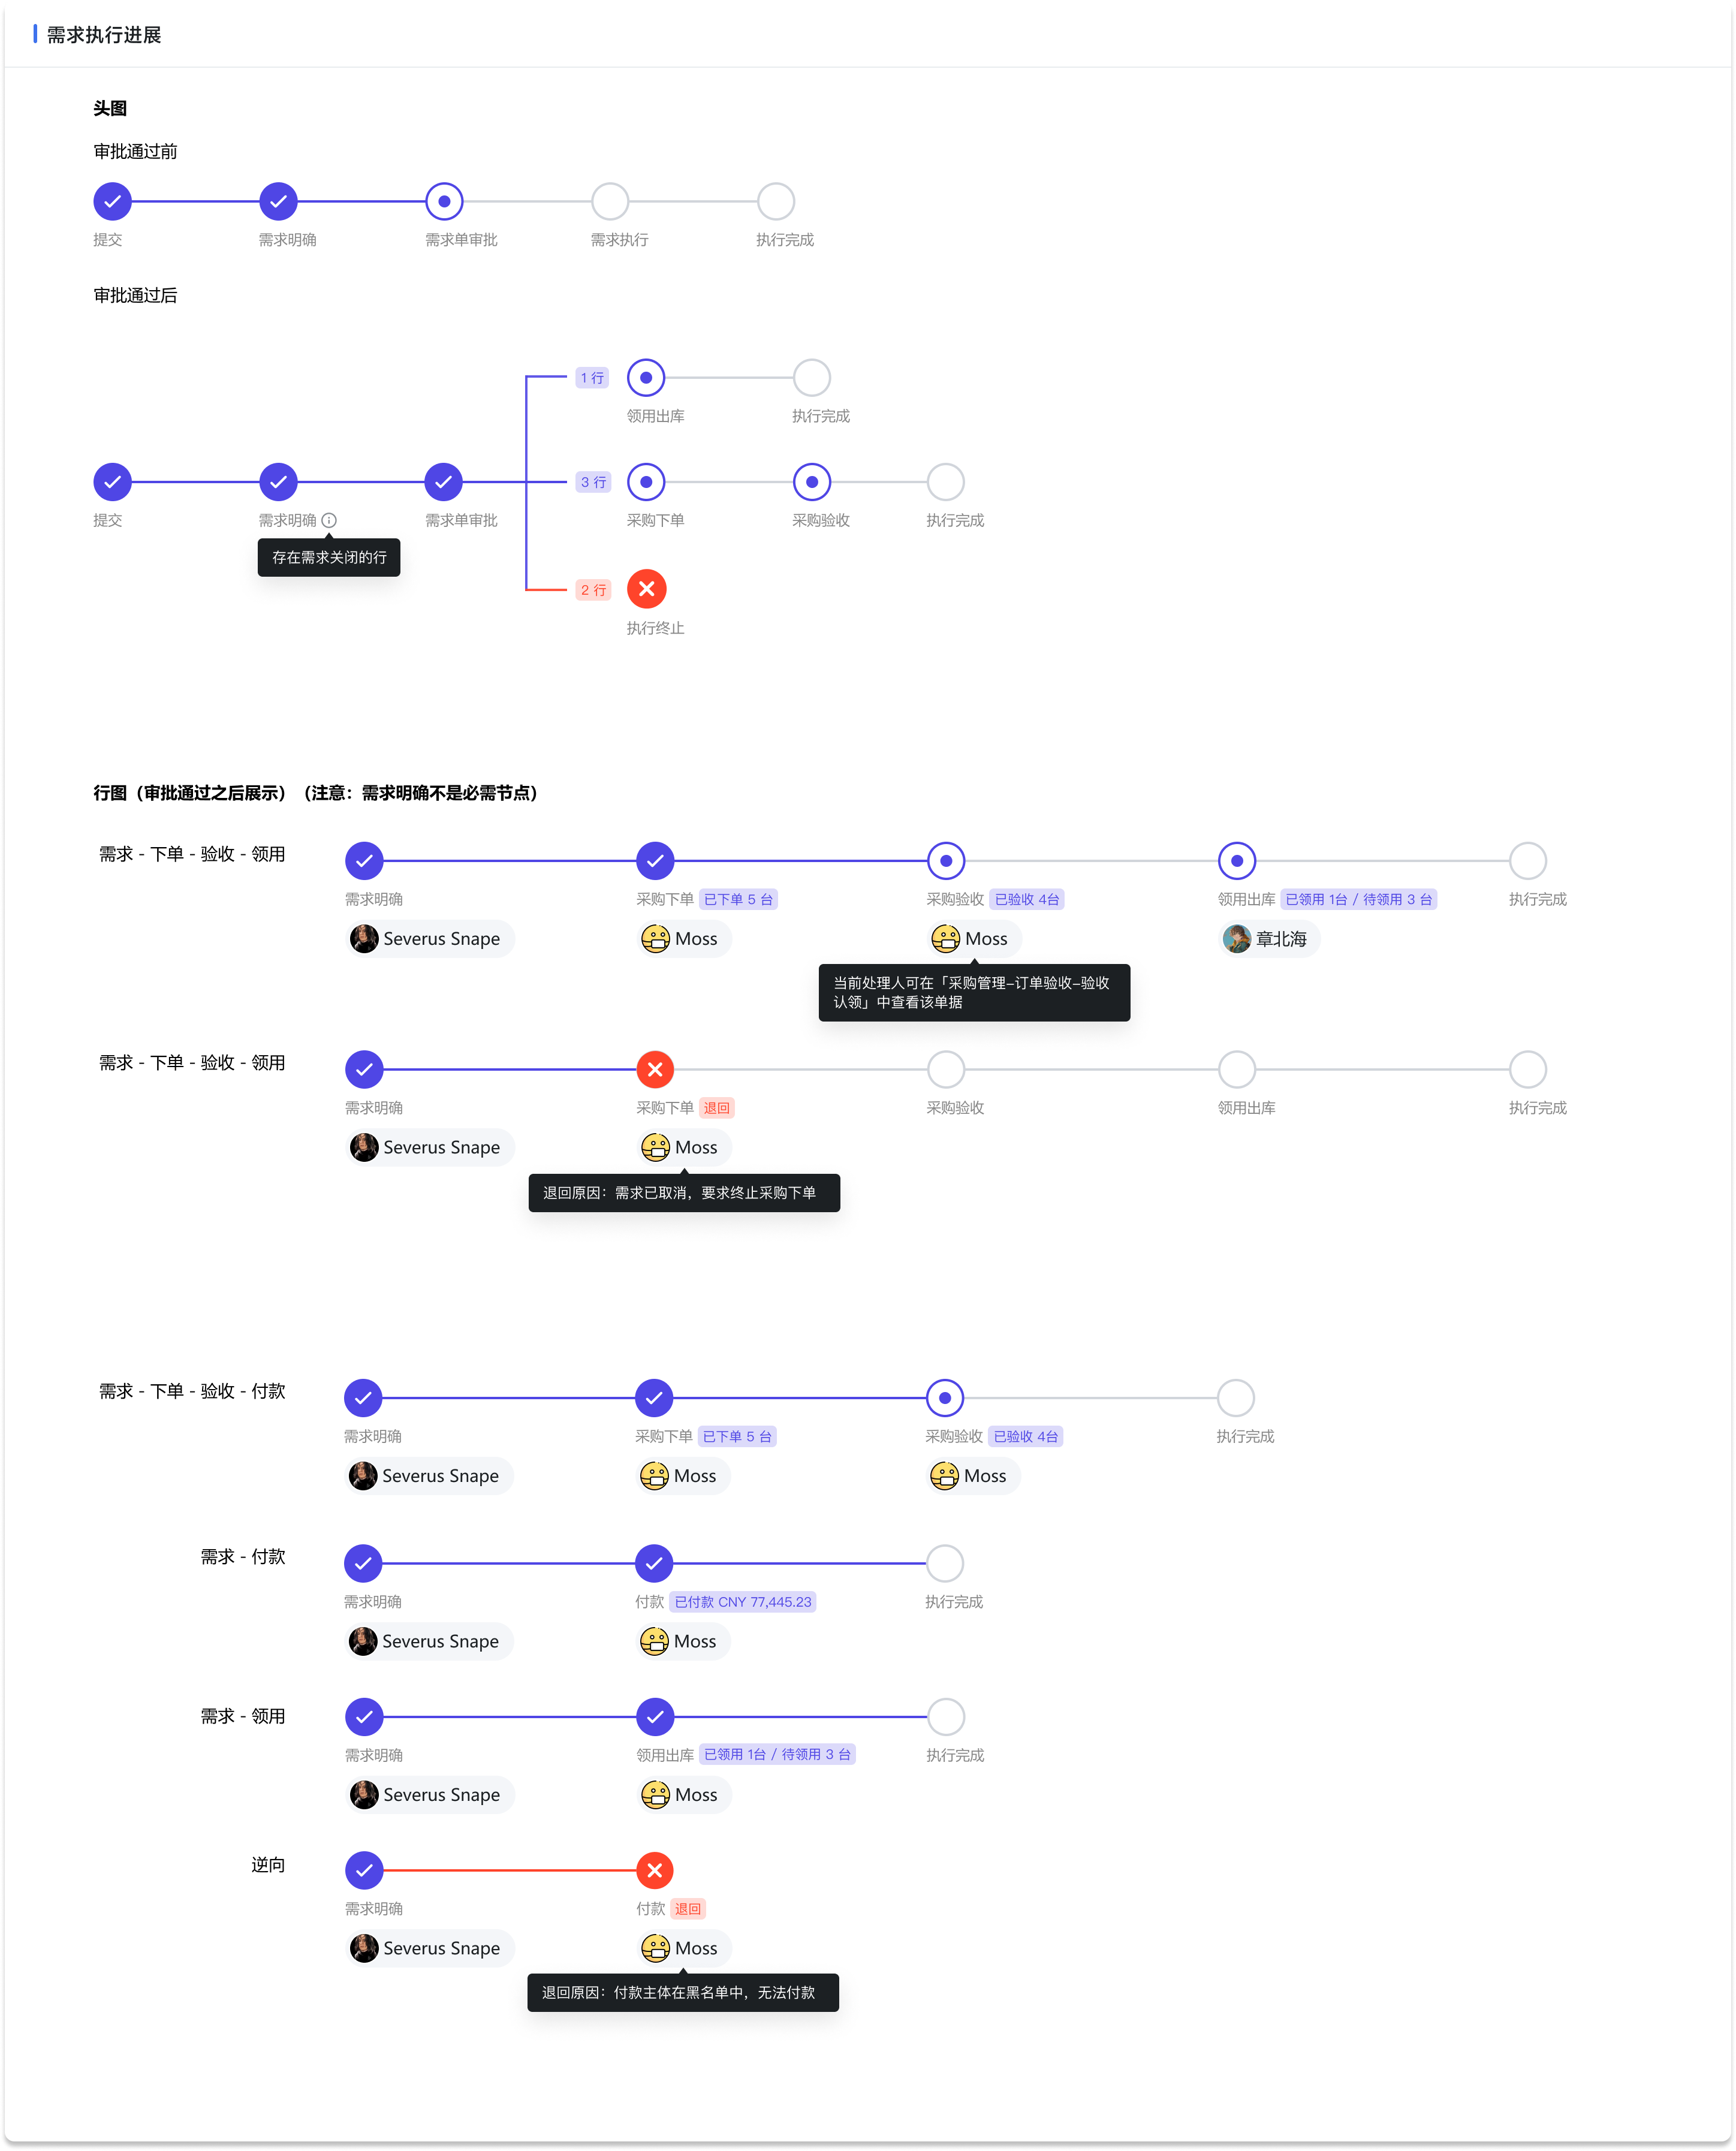 需求执行进展
头图
审批通过前
提交 需求明确 需求单审批 需求执行 执行完成
审批通过后
1 行
领用出库 执行完成
3 行
提交 需求明确 需求单审批 采购下单 采购验收 执行完成
存在需求关闭的行
2 行
执行终止
行图（审批通过之后展示）（注意：需求明确不是必需节点）
需求 - 下单 - 验收 - 领用
需求明确 采购下单 已下单 5 台 采购验收 已验收 4台 领用出库 已领用 1台 / 待领用 3 台 执行完成
Severus Snape Moss Moss 章北海
当前处理人可在「采购管理–订单验收–验收
认领」中查看该单据
需求 - 下单 - 验收 - 领用
需求明确 采购下单 退回 采购验收 领用出库 执行完成
Severus Snape Moss
退回原因：需求已取消，要求终止采购下单
需求 - 下单 - 验收 - 付款
需求明确 采购下单 已下单 5 台 采购验收 已验收 4台 执行完成
Severus Snape Moss Moss
需求 - 付款
需求明确 付款 已付款 CNY 77,445.23 执行完成
Severus Snape Moss
需求 - 领用
需求明确 领用出库 已领用 1台 / 待领用 3 台 执行完成
Severus Snape Moss
逆向
需求明确 付款 退回
Severus Snape Moss
退回原因：付款主体在黑名单中，无法付款